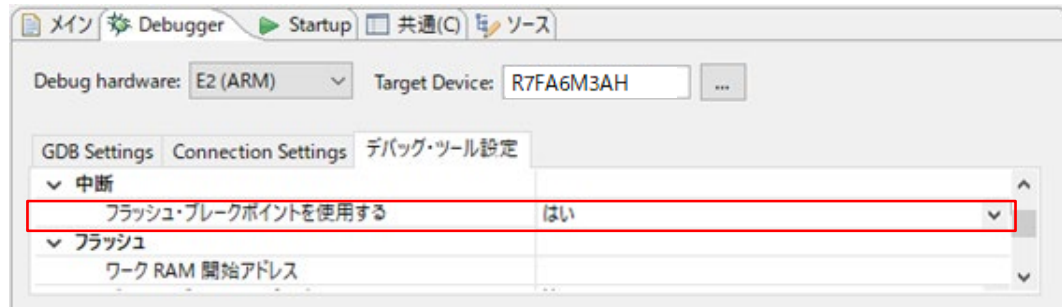 メイン Debugger Startup 共通(C) ソース
Debug hardware: E2 (ARM) Target Device: R7FA6M3AH ...
GDB Settings Connection Settings デバッグ・ツール設定
中断
フラッシュ・ブレークポイントを使用する はい
フラッシュ
ワーク RAM 開始アドレス